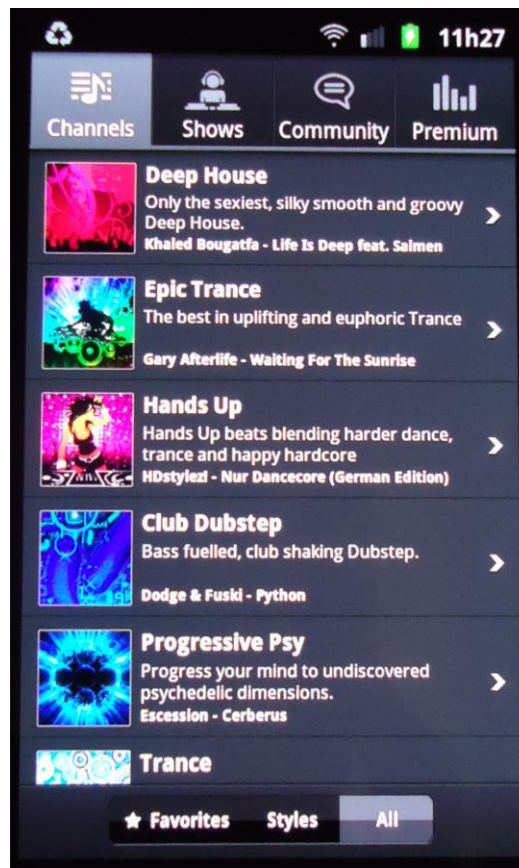 11h27
Channels
Shows
Community
Premium
Deep House
Only the sexiest, silky smooth and groovy
Deep House.
Khaled Bougatfa - Life Is Deep feat. Salmen
Epic Trance
The best in uplifting and euphoric Trance
Gary Afterlife - Waiting For The Sunrise
Hands Up
Hands Up beats blending harder dance,
trance and happy hardcore
HDstylez! - Nur Dancecore (German Edition)
Club Dubstep
Bass fuelled, club shaking Dubstep.
Dodge & Fuski - Python
Progressive Psy
Progress your mind to undiscovered
psychedelic dimensions.
Escession - Cerberus
Trance
Favorites
Styles
All